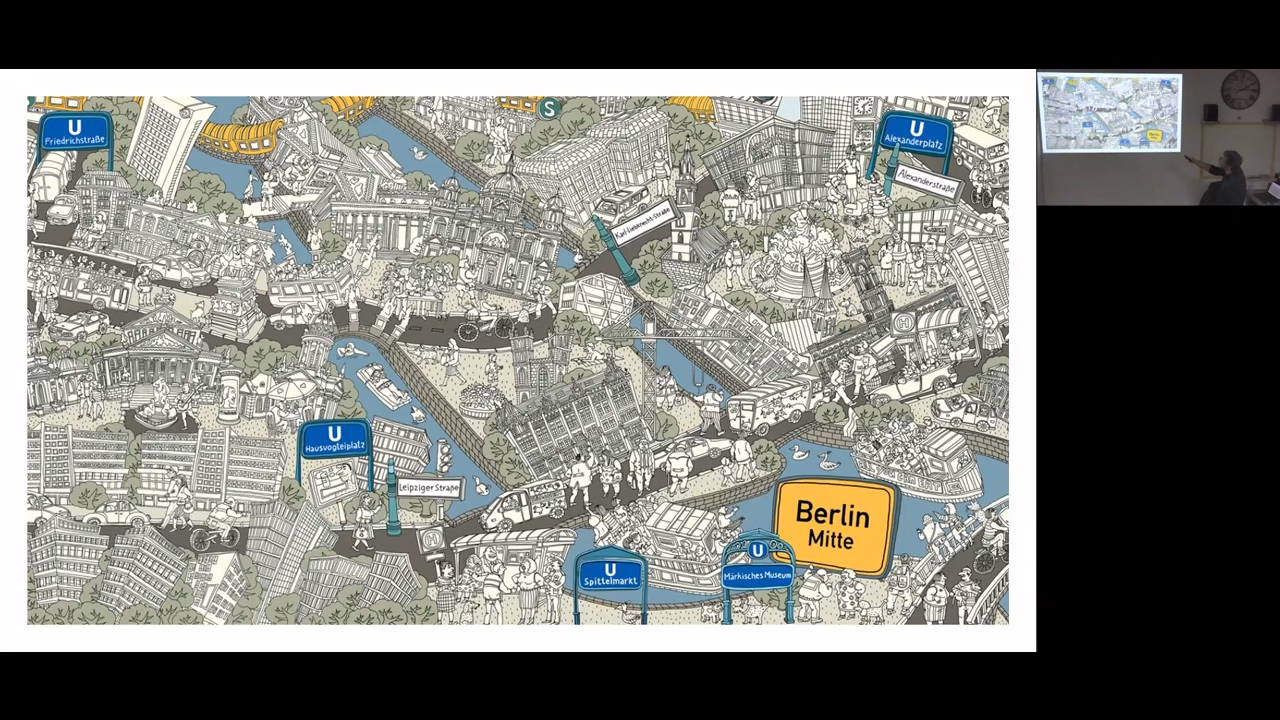 U
Friedrichstraße
S
U
Alexanderplatz
Alexanderstraße
Karl-Liebknecht-Straße
U
Hausvogteiplatz
Leipziger Straße
H
H
Berlin
Mitte
U
Spittelmarkt
U
Märkisches Museum